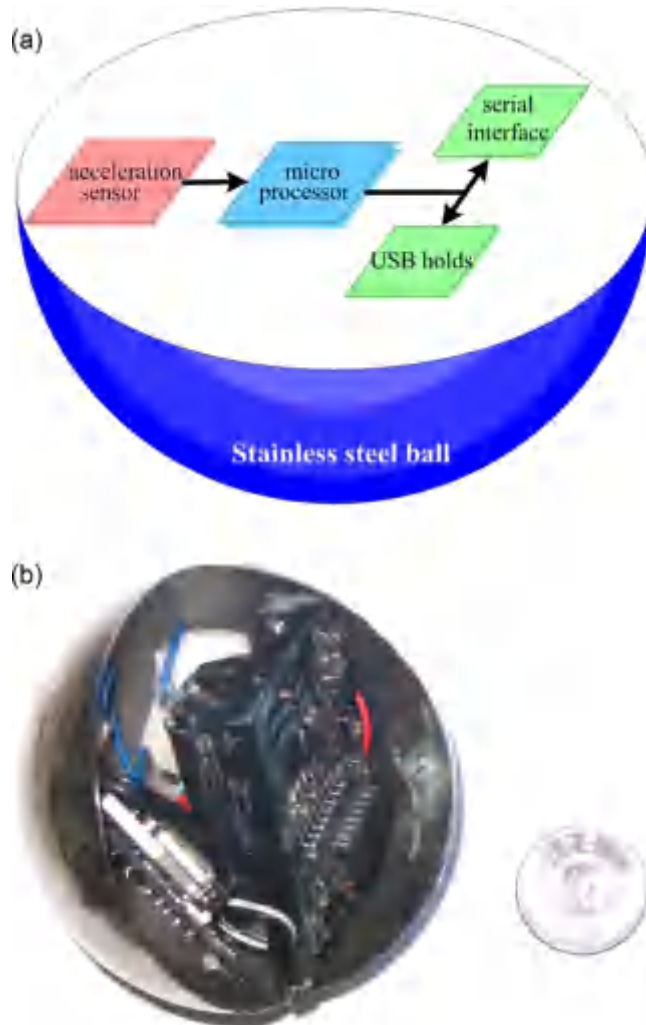 (a)
serial
interface
acceleration
sensor
micro
processor
USB holds
Stainless steel ball
(b)